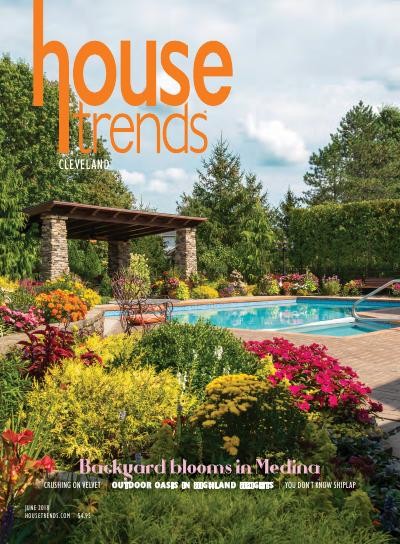 house
trends
CLEVELAND
Backyard blooms in Medina
CRUSHING ON VELVET OUTDOOR OASIS IN HIGHLAND HEIGHTS YOU DON'T KNOW SHIPLAP
JUNE 2018
HOUSETRENDS.COM $4.95